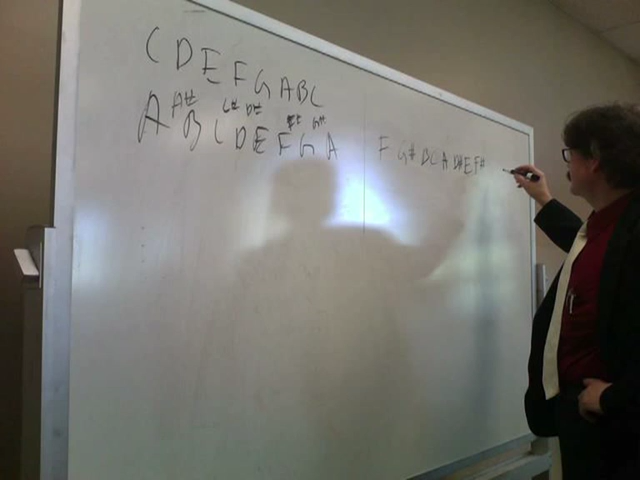 C D E F G A B C
A# C# D# F# G#
A B C D E F G A
F G# B C A D# E F#